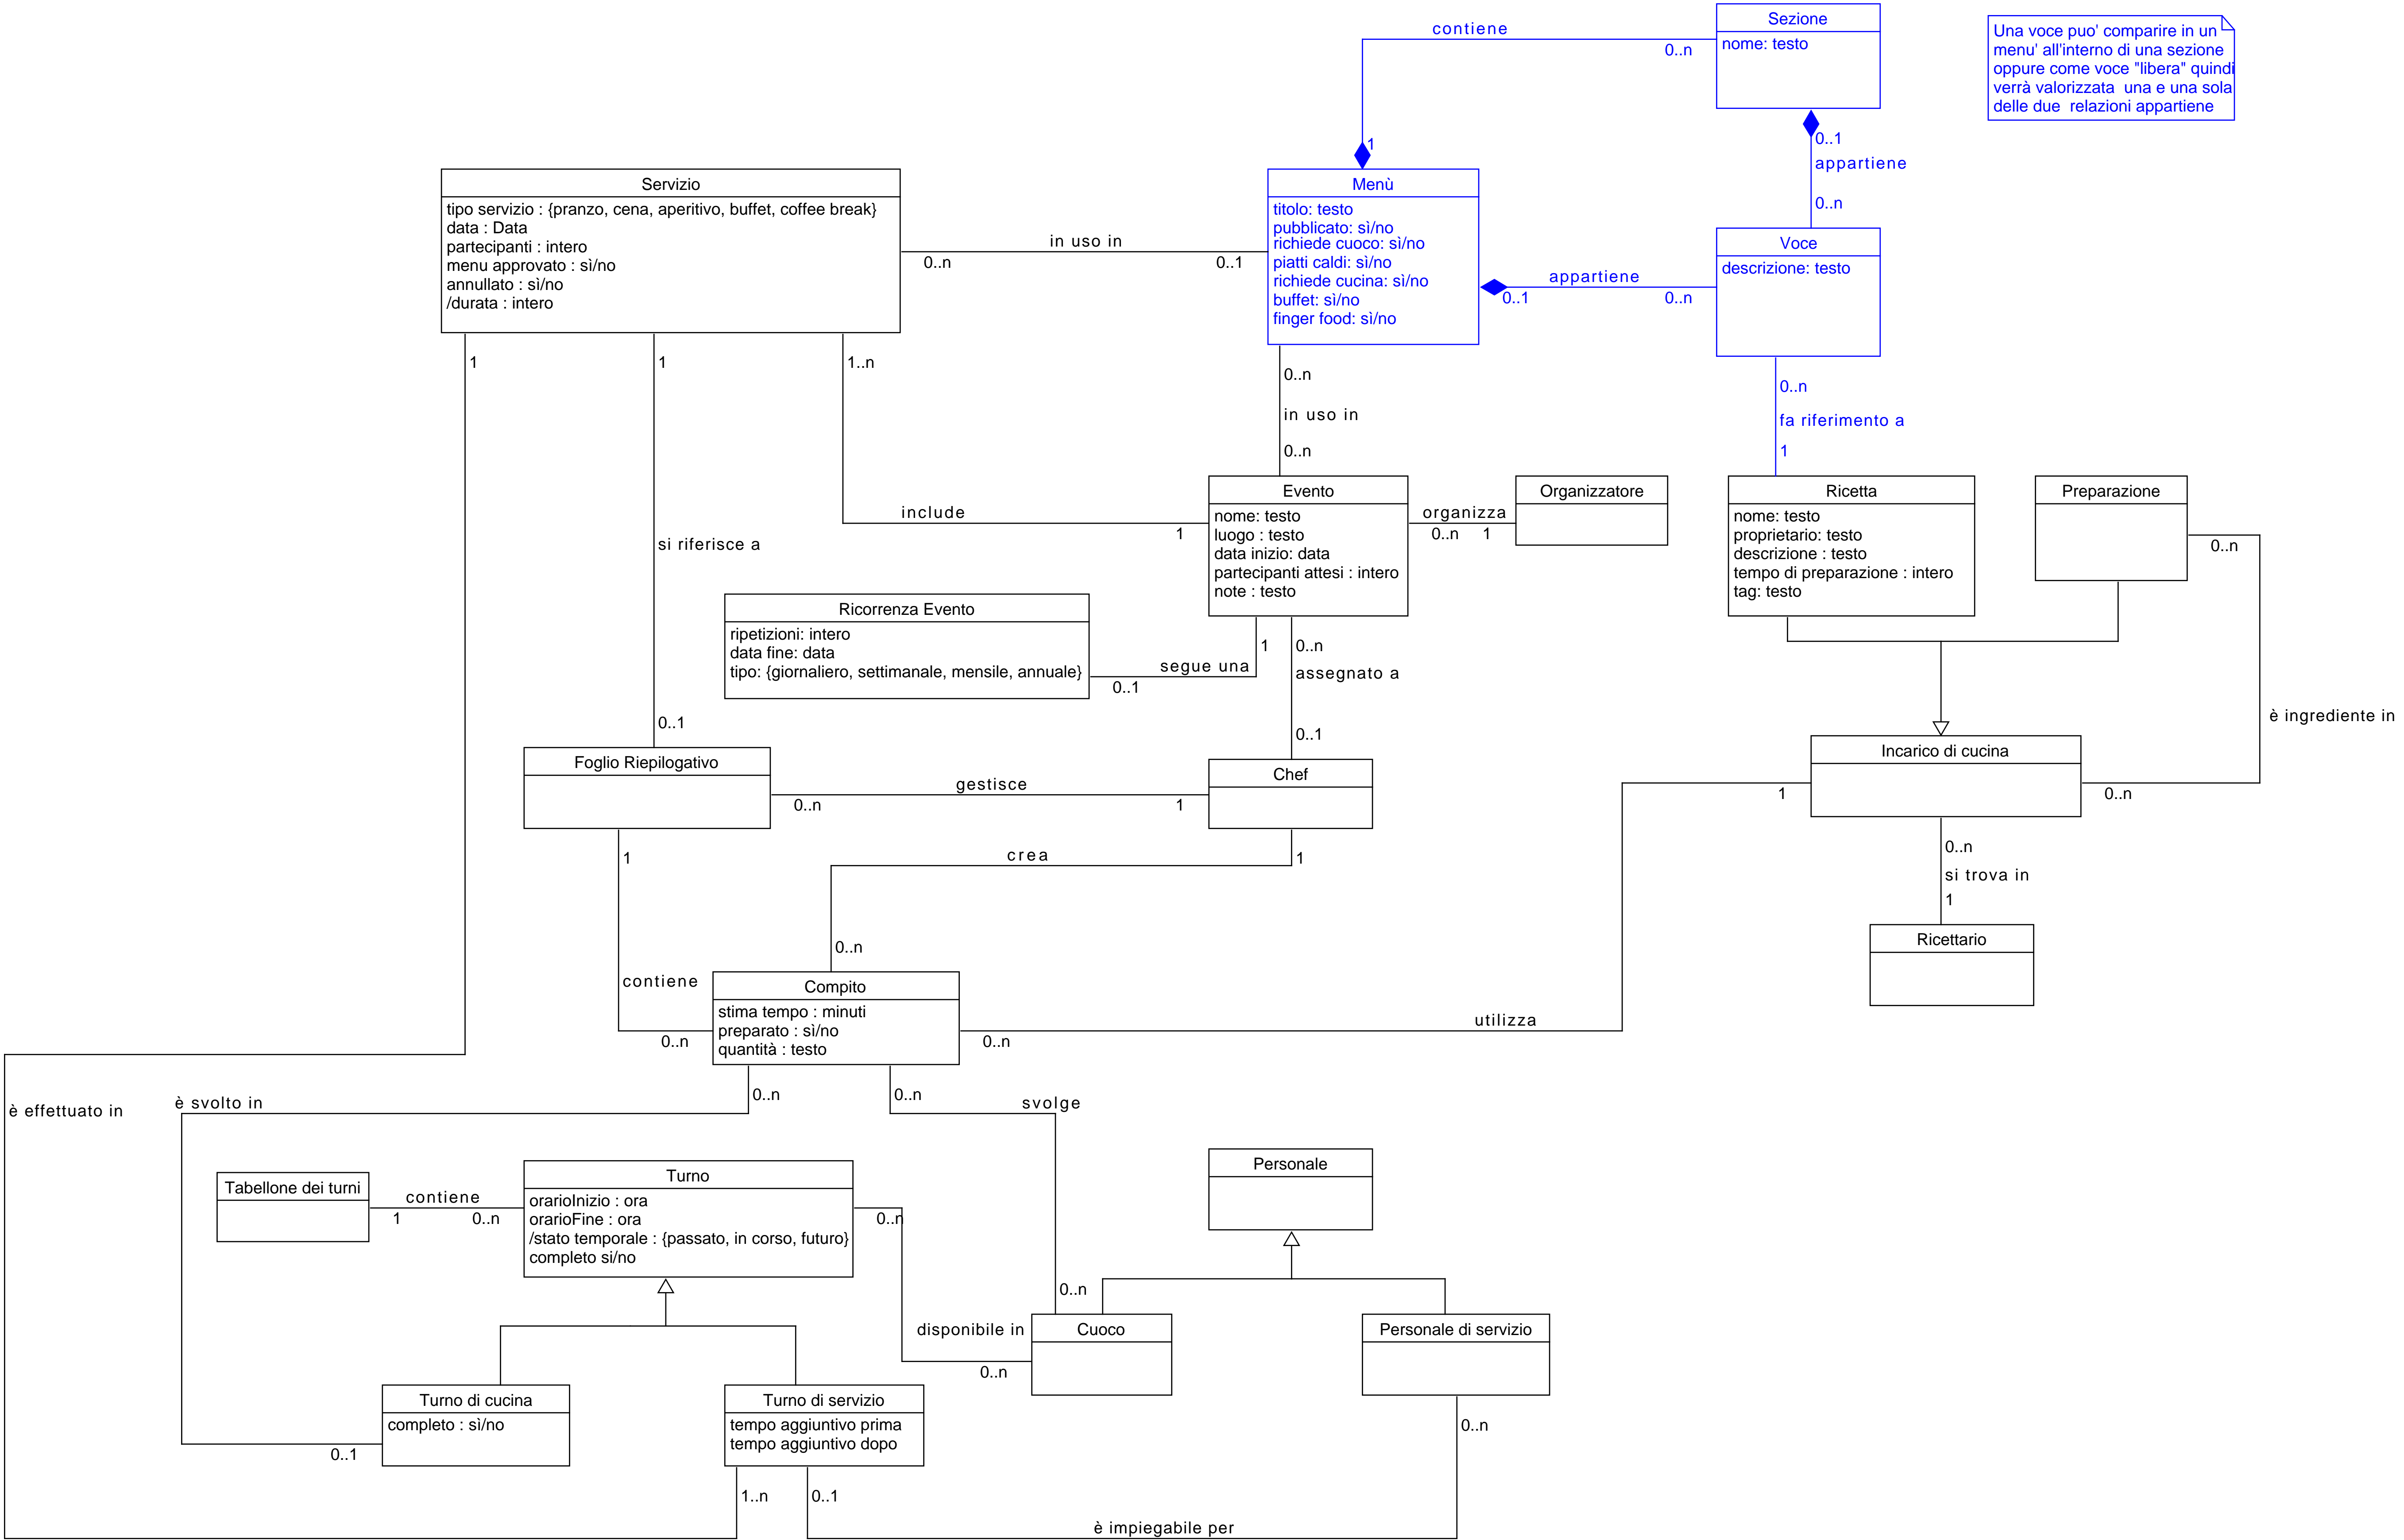 Sezione
nome: testo
Una voce puo' comparire in un
menu' all'interno di una sezione
oppure come voce "libera" quindi
verrà valorizzata  una e una sola
delle due  relazioni appartiene
contiene
0..n
1
0..1
appartiene
0..n
Servizio
tipo servizio : {pranzo, cena, aperitivo, buffet, coffee break}
data : Data
partecipanti : intero
menu approvato : sì/no
annullato : sì/no
/durata : intero
in uso in
0..n
0..1
Menù
titolo: testo
pubblicato: sì/no
richiede cuoco: sì/no
piatti caldi: sì/no
richiede cucina: sì/no
buffet: sì/no
finger food: sì/no
appartiene
0..1
0..n
Voce
descrizione: testo
1
1
1..n
0..n
in uso in
0..n
0..n
fa riferimento a
1
include
1
si riferisce a
0..1
Evento
nome: testo
luogo : testo
data inizio: data
partecipanti attesi : intero
note : testo
organizza
0..n
1
Organizzatore
Ricetta
nome: testo
proprietario: testo
descrizione : testo
tempo di preparazione : intero
tag: testo
Preparazione
0..n
è ingrediente in
0..n
Ricorrenza Evento
ripetizioni: intero
data fine: data
tipo: {giornaliero, settimanale, mensile, annuale}
segue una
0..1
1
0..n
assegnato a
0..1
Foglio Riepilogativo
gestisce
0..n
1
Chef
Incarico di cucina
1
0..n
si trova in
1
Ricettario
1
crea
1
0..n
contiene
0..n
Compito
stima tempo : minuti
preparato : sì/no
quantità : testo
utilizza
0..n
è effettuato in
è svolto in
0..n
0..n
svolge
0..n
Tabellone dei turni
contiene
1
0..n
Turno
orarioInizio : ora
orarioFine : ora
/stato temporale : {passato, in corso, futuro}
completo si/no
0..n
disponibile in
0..n
Personale
Cuoco
Personale di servizio
Turno di cucina
completo : sì/no
0..1
Turno di servizio
tempo aggiuntivo prima
tempo aggiuntivo dopo
0..n
1..n
0..1
è impiegabile per